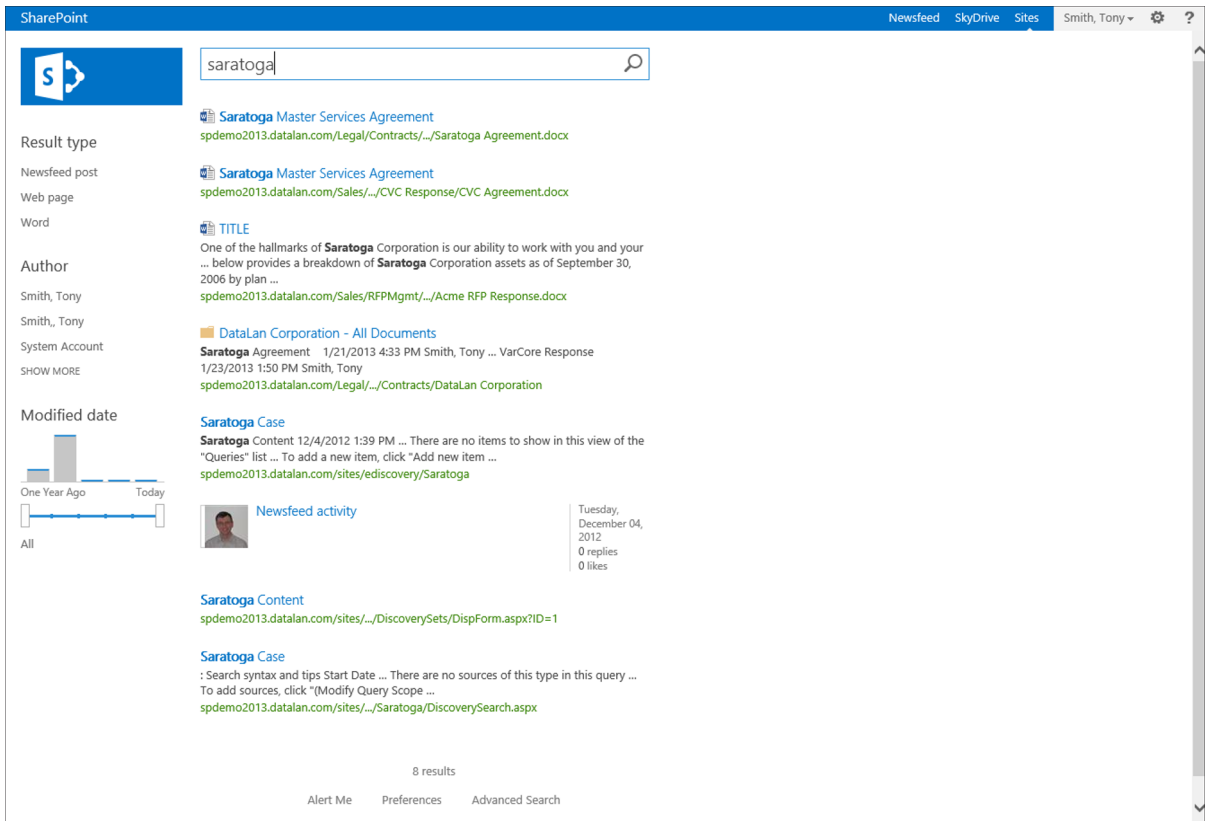 SharePoint
Newsfeed SkyDrive Sites Smith, Tony ?
S
saratoga
Result type
Newsfeed post
Web page
Word
Author
Smith, Tony
Smith,, Tony
System Account
SHOW MORE
Modified date
One Year Ago Today
All
Saratoga Master Services Agreement
spdemo2013.datalan.com/Legal/Contracts/.../Saratoga Agreement.docx
Saratoga Master Services Agreement
spdemo2013.datalan.com/Sales/.../CVC Response/CVC Agreement.docx
TITLE
One of the hallmarks of Saratoga Corporation is our ability to work with you and your
... below provides a breakdown of Saratoga Corporation assets as of September 30,
2006 by plan ...
spdemo2013.datalan.com/Sales/RFPMgmt/.../Acme RFP Response.docx
DataLan Corporation - All Documents
Saratoga Agreement 1/21/2013 4:33 PM Smith, Tony ... VarCore Response
1/23/2013 1:50 PM Smith, Tony
spdemo2013.datalan.com/Legal/.../Contracts/DataLan Corporation
Saratoga Case
Saratoga Content 12/4/2012 1:39 PM ... There are no items to show in this view of the
"Queries" list ... To add a new item, click "Add new item ...
spdemo2013.datalan.com/sites/ediscovery/Saratoga
Newsfeed activity
Tuesday,
December 04,
2012
0 replies
0 likes
Saratoga Content
spdemo2013.datalan.com/sites/.../DiscoverySets/DispForm.aspx?ID=1
Saratoga Case
: Search syntax and tips Start Date ... There are no sources of this type in this query ...
To add sources, click "(Modify Query Scope ...
spdemo2013.datalan.com/sites/.../Saratoga/DiscoverySearch.aspx
8 results
Alert Me Preferences Advanced Search